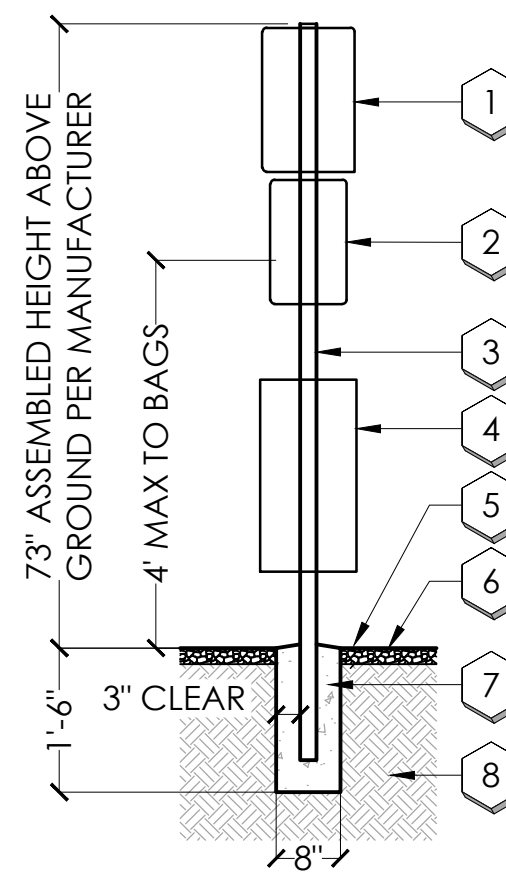 73" ASSEMBLED HEIGHT ABOVE
GROUND PER MANUFACTURER
4' MAX TO BAGS
1
2
3
4
5
6
7
8
3" CLEAR
1'-6"
8"